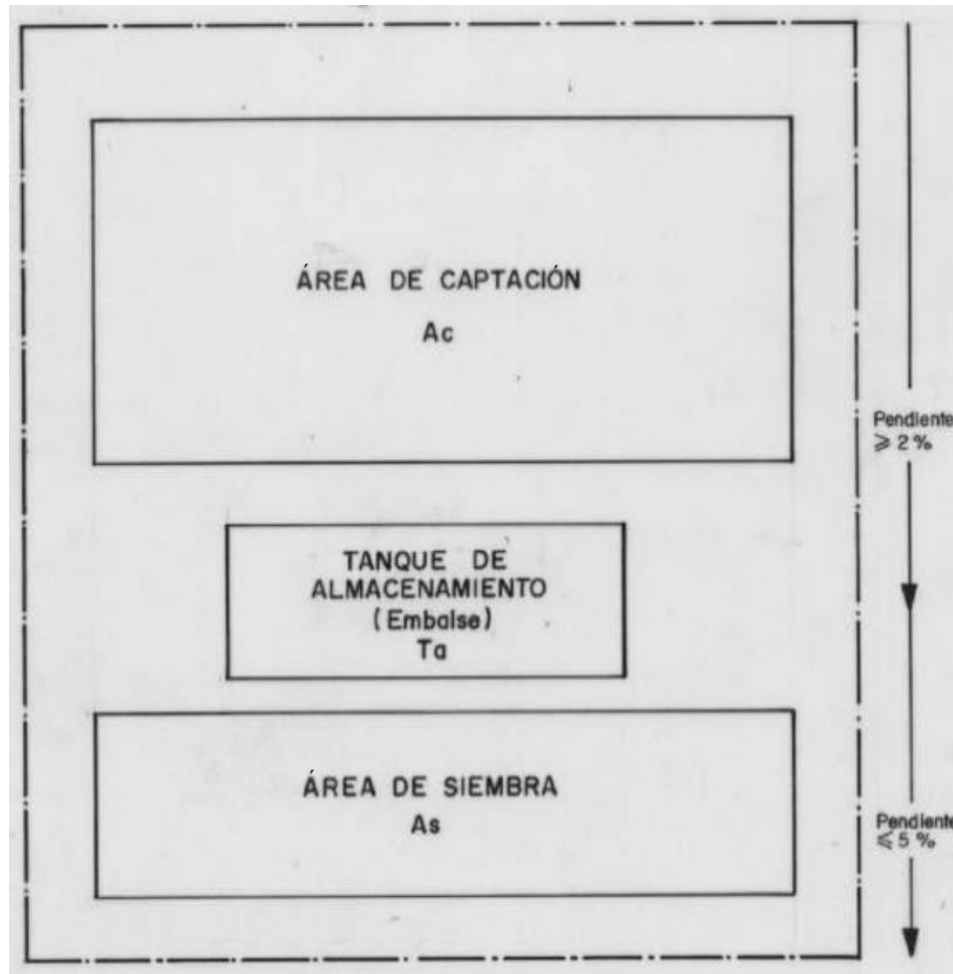 ÁREA DE CAPTACIÓN
Ac
Pendiente
⩾ 2 %
TANQUE DE
ALMACENAMIENTO
(Embalse)
Ta
ÁREA DE SIEMBRA
As
Pendiente
⩽ 5 %